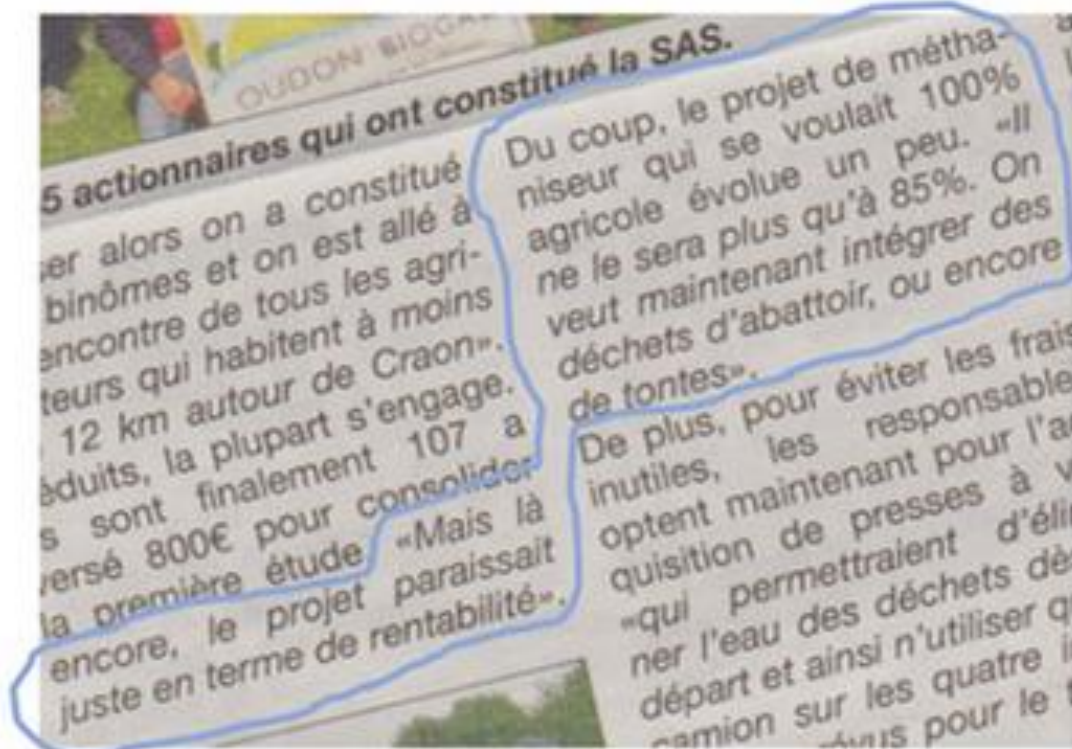 OUDON BIOGA
5 actionnaires qui ont constitué la SAS.
ser alors on a constitué
binômes et on est allé à
encontre de tous les agri-
teurs qui habitent à moins
12 km autour de Craon».
éduits, la plupart s'engage.
s sont finalement 107 a
versé 800€ pour consolider
la première étude. «Mais là
encore, le projet paraissait
juste en terme de rentabilité».
Du coup, le projet de métha-
niseur qui se voulait 100%
agricole évolue un peu. «Il
ne le sera plus qu'à 85%. On
veut maintenant intégrer des
déchets d'abattoir, ou encore
de tontes».
De plus, pour éviter les frais
inutiles, les responsable
optent maintenant pour l'a
quisition de presses à v
«qui permettraient d'éli
ner l'eau des déchets dè
départ et ainsi n'utiliser q
camion sur les quatre i
révus pour le t